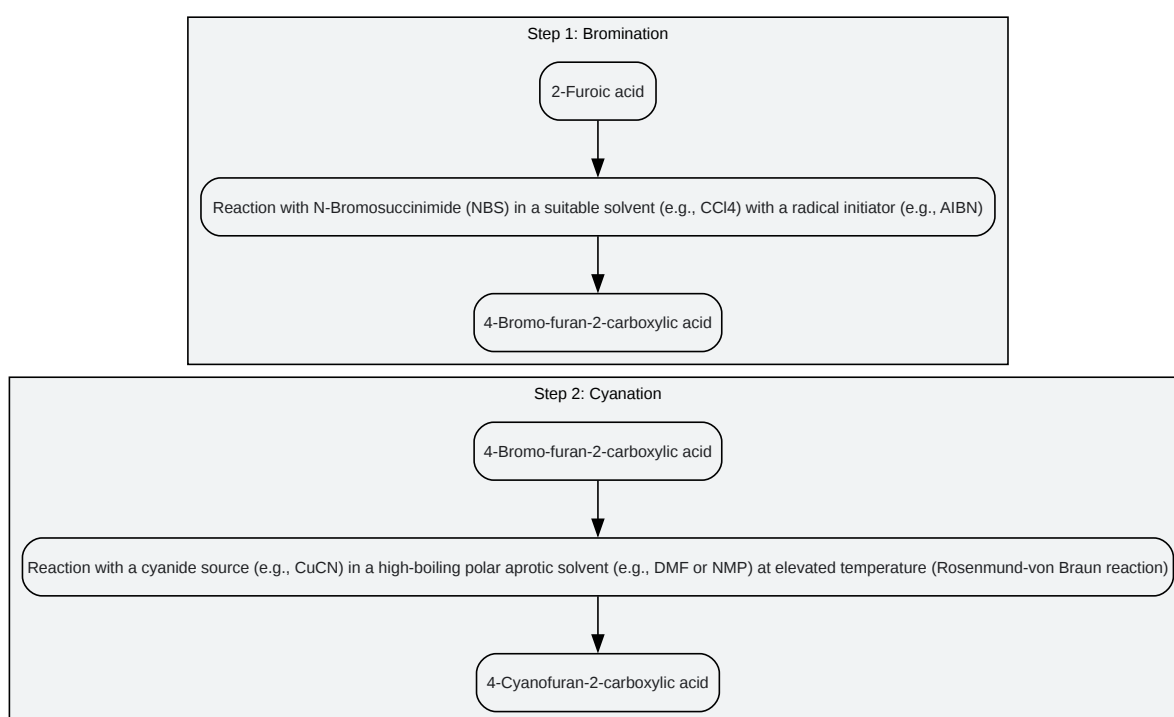 Step 1: Bromination
2-Furoic acid
Reaction with N-Bromosuccinimide (NBS) in a suitable solvent (e.g., CCl4) with a radical initiator (e.g., AIBN)
4-Bromo-furan-2-carboxylic acid
Step 2: Cyanation
4-Bromo-furan-2-carboxylic acid
Reaction with a cyanide source (e.g., CuCN) in a high-boiling polar aprotic solvent (e.g., DMF or NMP) at elevated temperature (Rosenmund-von Braun reaction)
4-Cyanofuran-2-carboxylic acid